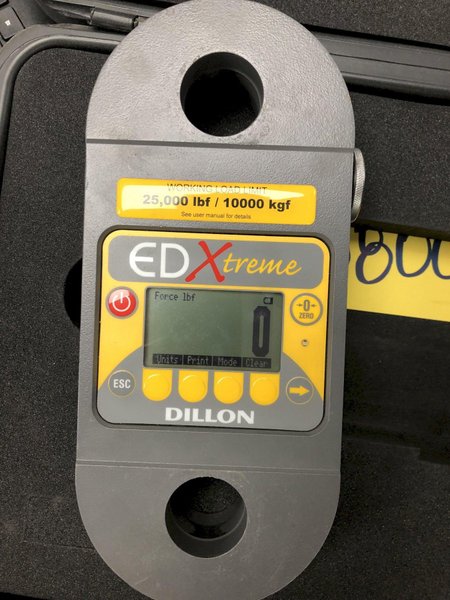 WORKING LOAD LIMIT
25,000 lbf / 10000 kgf
See user manual for details
EDXtreme
Force lbf
0
→0←
ZERO
Units Print Mode Clear
ESC
DILLON
800